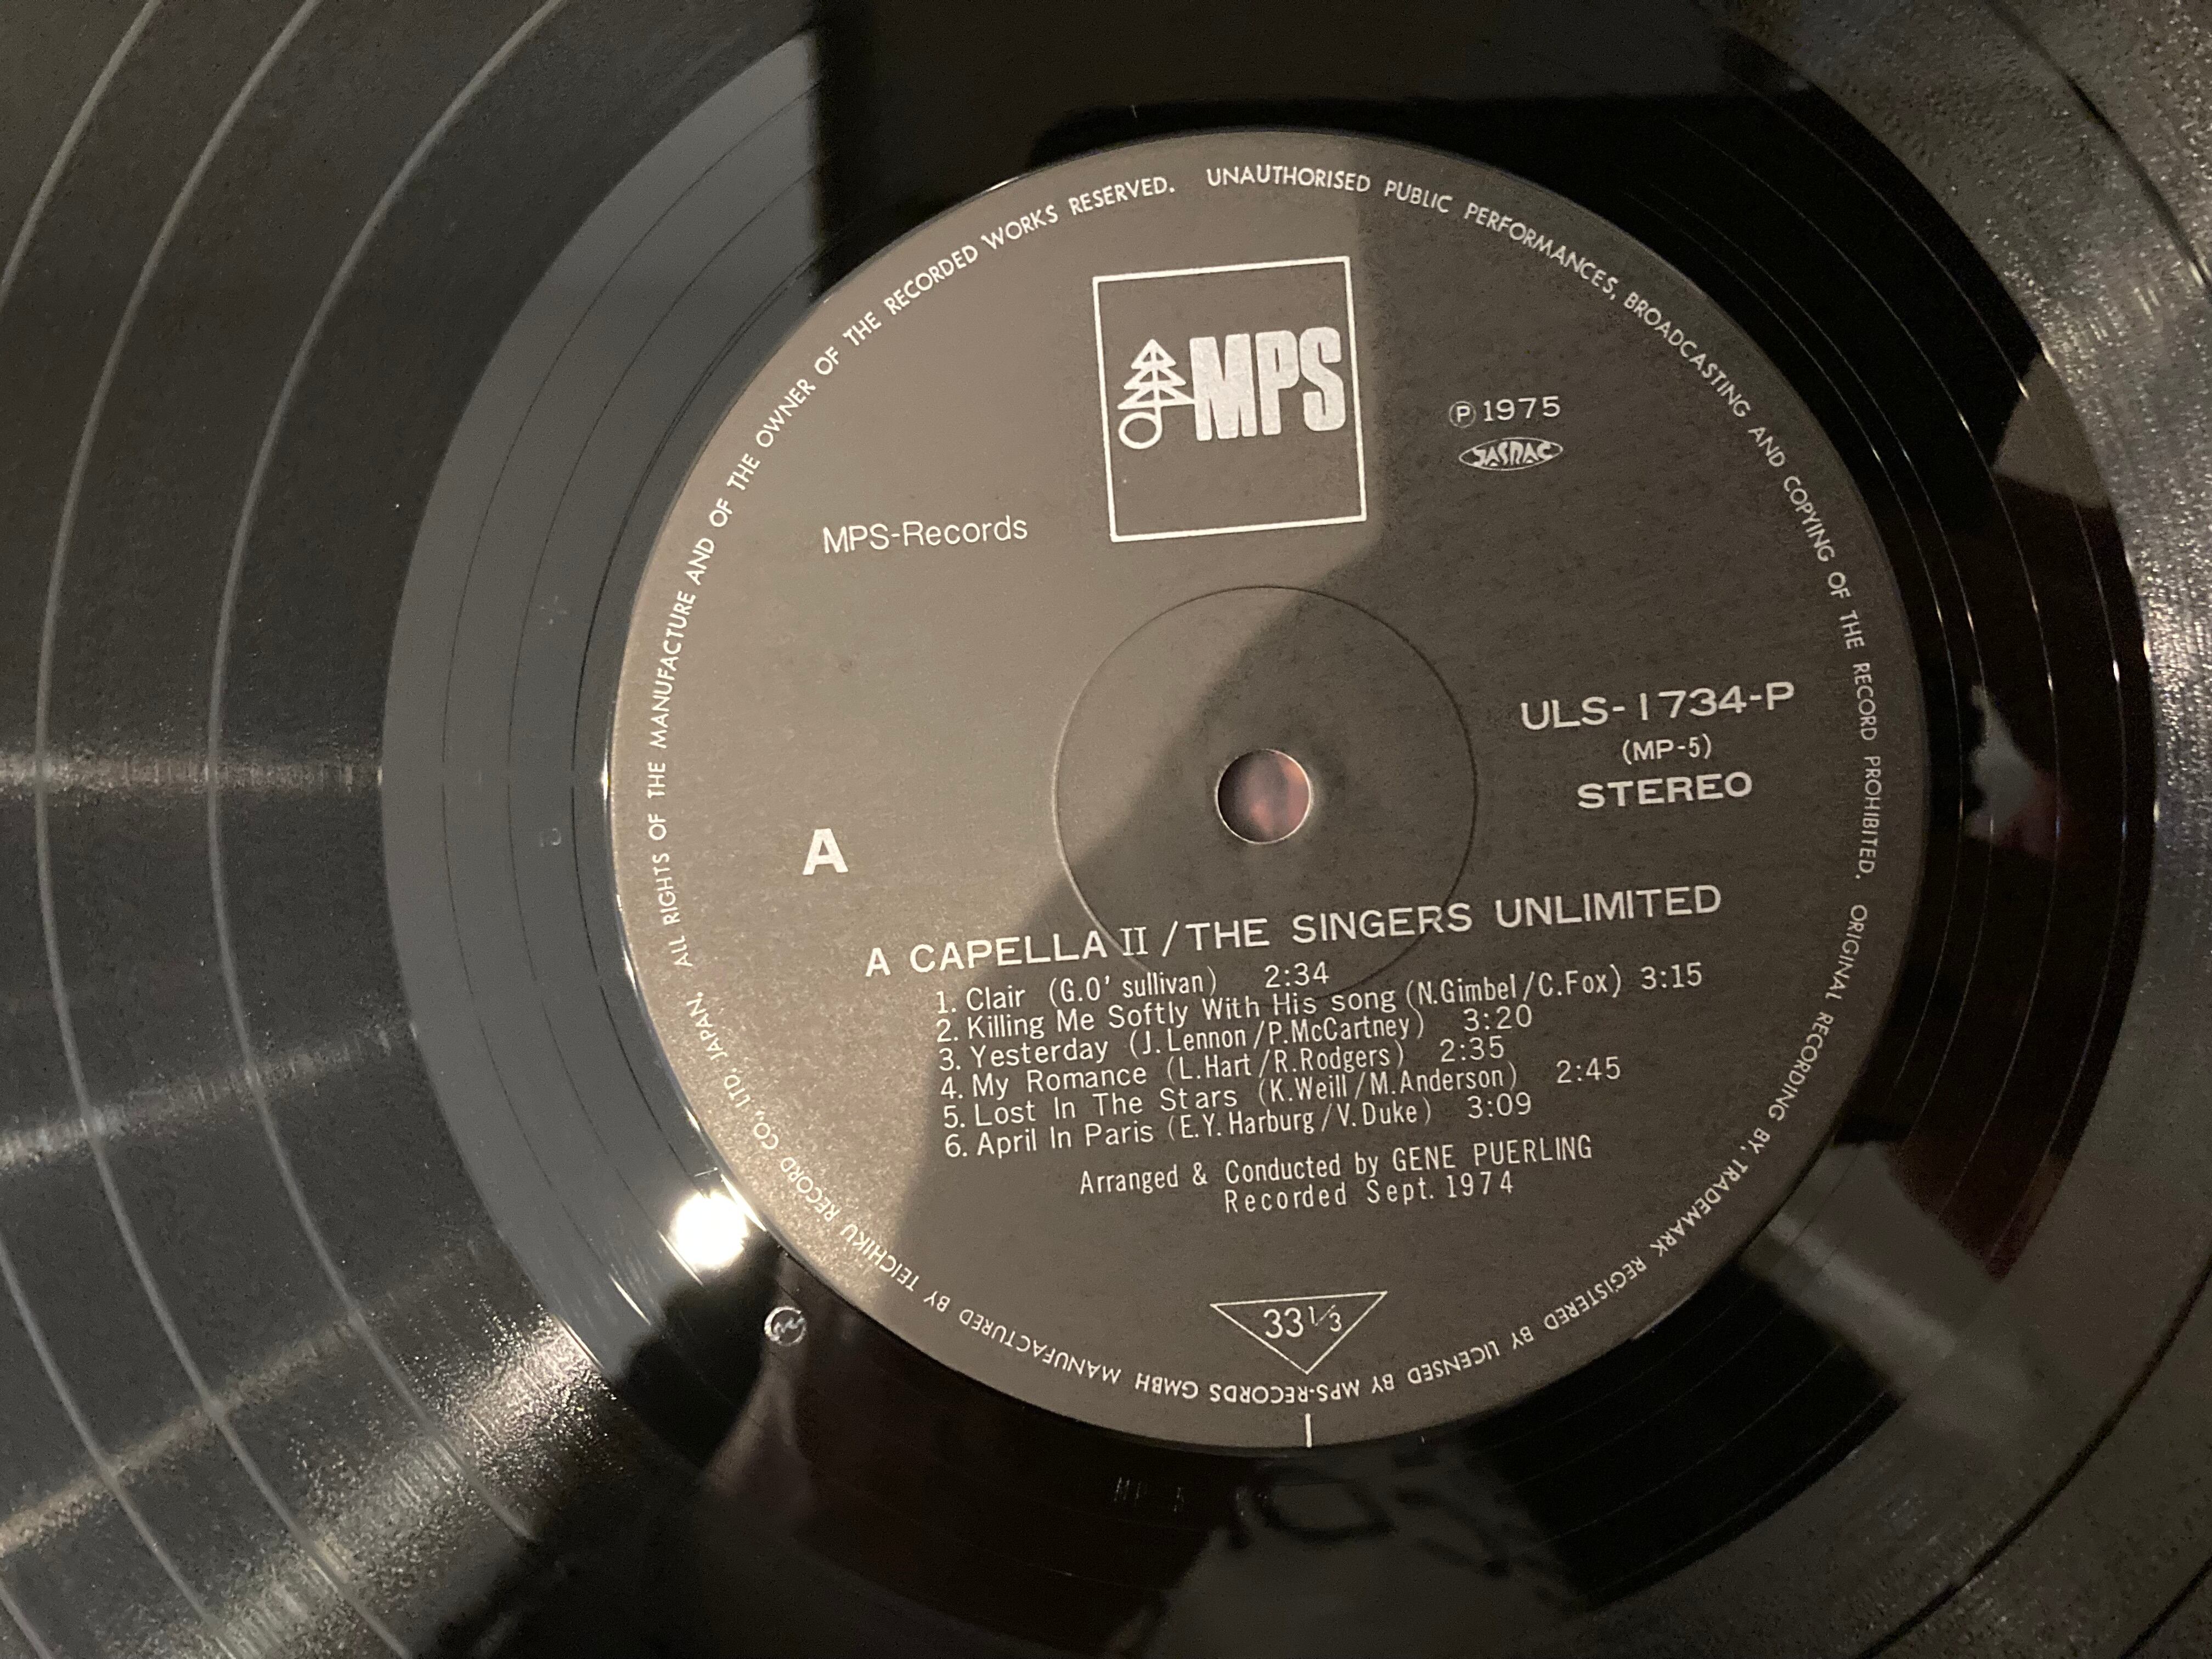 ALL RIGHTS OF THE MANUFACTURE AND OF THE OWNER OF THE RECORDED WORKS RESERVED. UNAUTHORISED PUBLIC PERFORMANCES, BROADCASTING AND COPYING OF THE RECORD PROHIBITED. ORIGINAL RECORDING BY, TRADEMARK REGISTERED BY LICENSED BY MPS-RECORDS GMBH MANUFACTURED BY TEICHIKU RECORD CO., LTD. JAPAN.
MPS
Ⓟ1975
JASRAC
MPS-Records
ULS-1734-P
(MP-5)
STEREO
A
A CAPELLA II / THE SINGERS UNLIMITED
1. Clair (G.O' sullivan) 2:34
2. Killing Me Softly With His song (N.Gimbel/C.Fox) 3:15
3. Yesterday (J.Lennon/P.McCartney) 3:20
4. My Romance (L.Hart/R.Rodgers) 2:35
5. Lost In The Stars (K.Weill/M.Anderson) 2:45
6. April In Paris (E.Y.Harburg/V.Duke) 3:09
Arranged & Conducted by GENE PUERLING
Recorded Sept. 1974
33 1/3